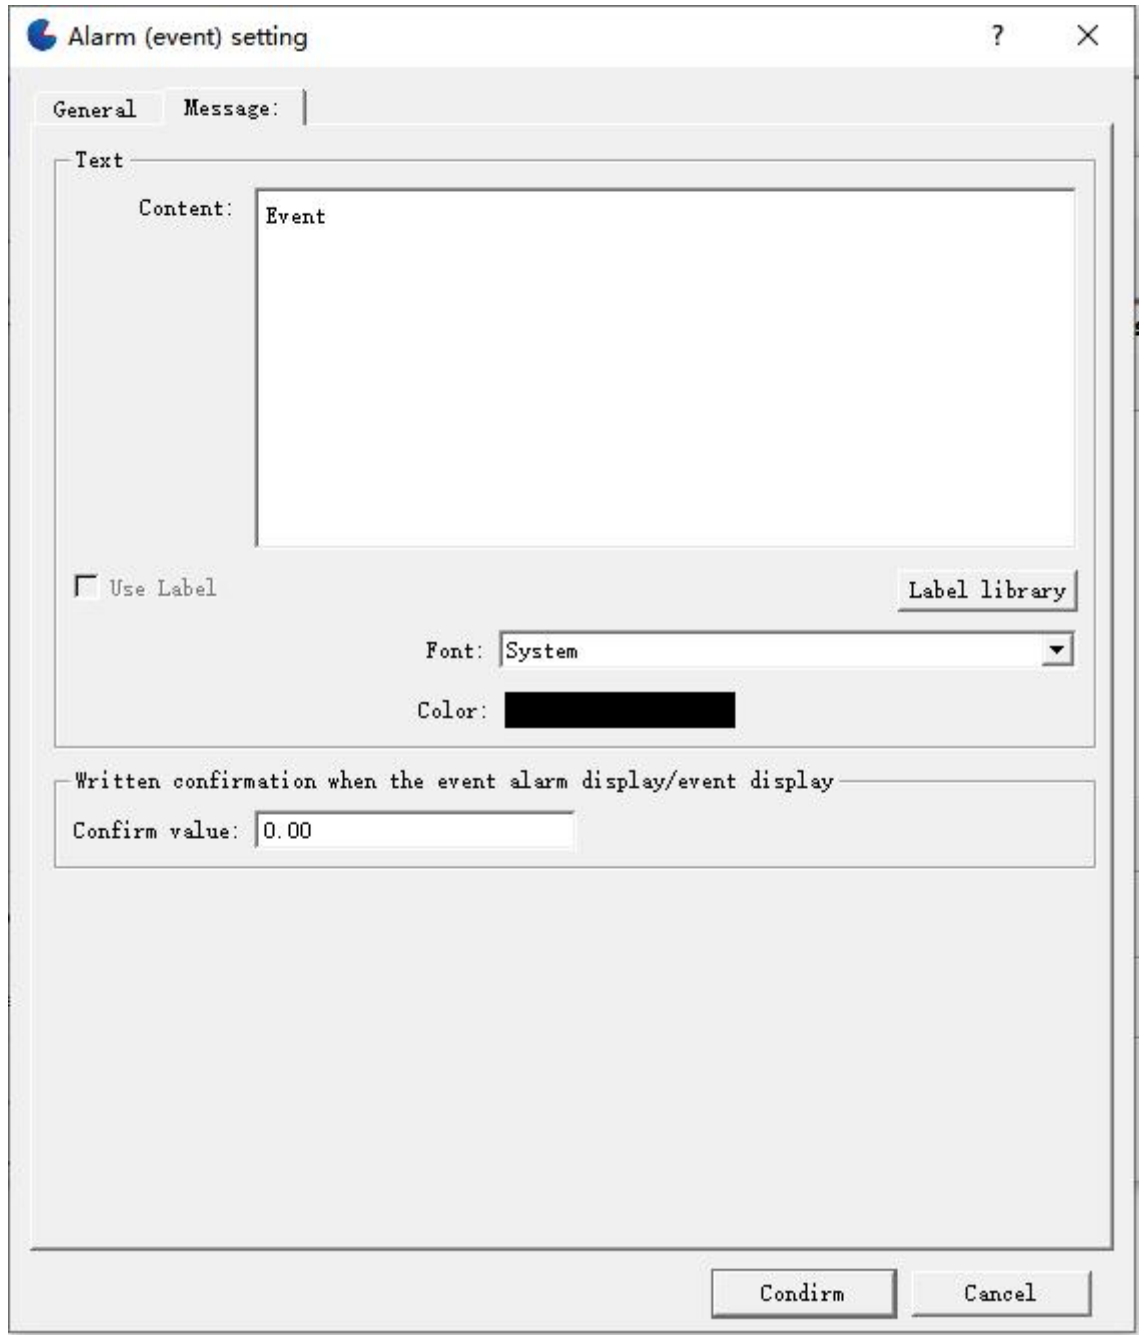 Alarm (event) setting
General Message:
Text
Content: Event
Use Label Label library
Font: System
Color:
Written confirmation when the event alarm display/event display
Confirm value: 0.00
Condirm Cancel